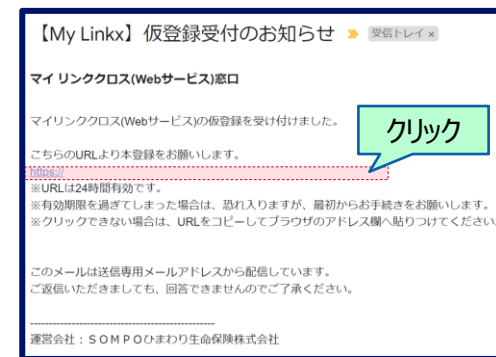 【My Linkx】仮登録受付のお知らせ 受信トレイ ×
マイ リンククロス(Webサービス)窓口
マイリンククロス(Webサービス)の仮登録を受け付けました。
クリック
こちらのURLより本登録をお願いします。
https://
※URLは24時間有効です。
※有効期限を過ぎてしまった場合は、恐れ入りますが、最初からお手続きをお願いします。
※クリックできない場合は、URLをコピーしてブラウザのアドレス欄へ貼りつけてください。
このメールは送信専用メールアドレスから配信しています。
ご返信いただきましても、回答できませんのでご了承ください。
--------------------------------------------------
運営会社：ＳＯＭＰＯひまわり生命保険株式会社